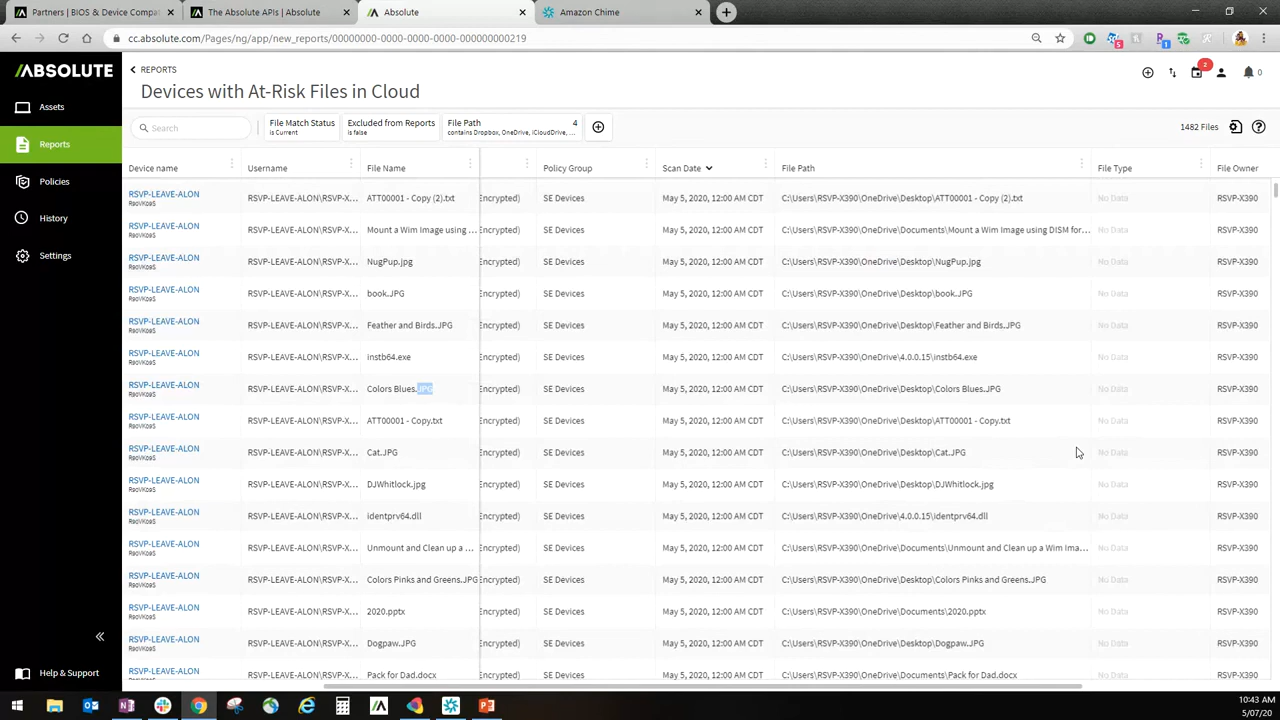 Partners | BIOS & Device Compat
The Absolute APIs | Absolute
Absolute
Amazon Chime
cc.absolute.com/Pages/ng/app/new_reports/00000000-0000-0000-0000-000000000219
5
1
/ABSOLUTE
REPORTS
Devices with At-Risk Files in Cloud
2
0
Assets
Reports
Policies
History
Settings
Help & Support
Search
File Match Status
is Current
Excluded from Reports
is false
File Path 4
contains Dropbox, OneDrive, iCloudDrive, ...
1482 Files
Device name Username File Name Policy Group Scan Date File Path File Type File Owner
RSVP-LEAVE-ALON RSVP-LEAVE-ALON\RSVP-X... ATT00001 - Copy (2).txt Encrypted) SE Devices May 5, 2020, 12:00 AM CDT C:\Users\RSVP-X390\OneDrive\Desktop\ATT00001 - Copy (2).txt No Data RSVP-X390
RSVP-LEAVE-ALON RSVP-LEAVE-ALON\RSVP-X... Mount a Wim Image using ... Encrypted) SE Devices May 5, 2020, 12:00 AM CDT C:\Users\RSVP-X390\OneDrive\Documents\Mount a Wim Image using DISM for... No Data RSVP-X390
RSVP-LEAVE-ALON RSVP-LEAVE-ALON\RSVP-X... NugPup.jpg Encrypted) SE Devices May 5, 2020, 12:00 AM CDT C:\Users\RSVP-X390\OneDrive\Desktop\NugPup.jpg No Data RSVP-X390
RSVP-LEAVE-ALON RSVP-LEAVE-ALON\RSVP-X... book.JPG Encrypted) SE Devices May 5, 2020, 12:00 AM CDT C:\Users\RSVP-X390\OneDrive\Desktop\book.JPG No Data RSVP-X390
RSVP-LEAVE-ALON RSVP-LEAVE-ALON\RSVP-X... Feather and Birds.JPG Encrypted) SE Devices May 5, 2020, 12:00 AM CDT C:\Users\RSVP-X390\OneDrive\Desktop\Feather and Birds.JPG No Data RSVP-X390
RSVP-LEAVE-ALON RSVP-LEAVE-ALON\RSVP-X... instb64.exe Encrypted) SE Devices May 5, 2020, 12:00 AM CDT C:\Users\RSVP-X390\OneDrive\4.0.0.15\instb64.exe No Data RSVP-X390
RSVP-LEAVE-ALON RSVP-LEAVE-ALON\RSVP-X... Colors Blues.JPG Encrypted) SE Devices May 5, 2020, 12:00 AM CDT C:\Users\RSVP-X390\OneDrive\Desktop\Colors Blues.JPG No Data RSVP-X390
RSVP-LEAVE-ALON RSVP-LEAVE-ALON\RSVP-X... ATT00001 - Copy.txt Encrypted) SE Devices May 5, 2020, 12:00 AM CDT C:\Users\RSVP-X390\OneDrive\Desktop\ATT00001 - Copy.txt No Data RSVP-X390
RSVP-LEAVE-ALON RSVP-LEAVE-ALON\RSVP-X... Cat.JPG Encrypted) SE Devices May 5, 2020, 12:00 AM CDT C:\Users\RSVP-X390\OneDrive\Desktop\Cat.JPG No Data RSVP-X390
RSVP-LEAVE-ALON RSVP-LEAVE-ALON\RSVP-X... DJWhitlock.jpg Encrypted) SE Devices May 5, 2020, 12:00 AM CDT C:\Users\RSVP-X390\OneDrive\Desktop\DJWhitlock.jpg No Data RSVP-X390
RSVP-LEAVE-ALON RSVP-LEAVE-ALON\RSVP-X... identprv64.dll Encrypted) SE Devices May 5, 2020, 12:00 AM CDT C:\Users\RSVP-X390\OneDrive\4.0.0.15\identprv64.dll No Data RSVP-X390
RSVP-LEAVE-ALON RSVP-LEAVE-ALON\RSVP-X... Unmount and Clean up a ... Encrypted) SE Devices May 5, 2020, 12:00 AM CDT C:\Users\RSVP-X390\OneDrive\Documents\Unmount and Clean up a Wim Ima... No Data RSVP-X390
RSVP-LEAVE-ALON RSVP-LEAVE-ALON\RSVP-X... Colors Pinks and Greens.JPG Encrypted) SE Devices May 5, 2020, 12:00 AM CDT C:\Users\RSVP-X390\OneDrive\Desktop\Colors Pinks and Greens.JPG No Data RSVP-X390
RSVP-LEAVE-ALON RSVP-LEAVE-ALON\RSVP-X... 2020.pptx Encrypted) SE Devices May 5, 2020, 12:00 AM CDT C:\Users\RSVP-X390\OneDrive\Documents\2020.pptx No Data RSVP-X390
RSVP-LEAVE-ALON RSVP-LEAVE-ALON\RSVP-X... Dogpaw.JPG Encrypted) SE Devices May 5, 2020, 12:00 AM CDT C:\Users\RSVP-X390\OneDrive\Desktop\Dogpaw.JPG No Data RSVP-X390
RSVP-LEAVE-ALON RSVP-LEAVE-ALON\RSVP-X... Pack for Dad.docx Encrypted) SE Devices May 5, 2020, 12:00 AM CDT C:\Users\RSVP-X390\OneDrive\Documents\Pack for Dad.docx No Data RSVP-X390
10:43 AM
5/07/20